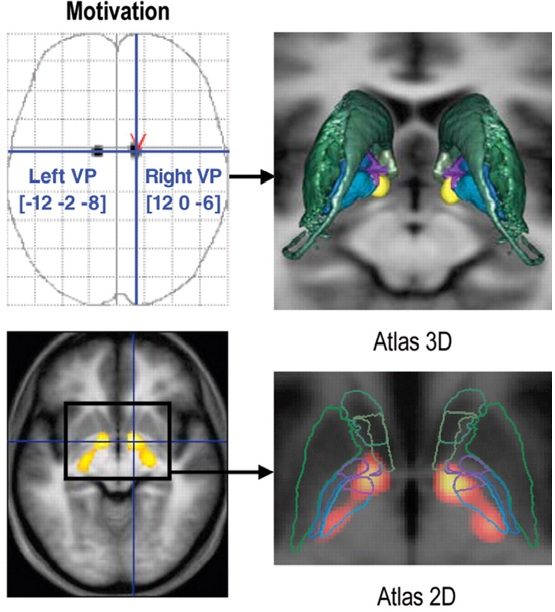 Motivation
Left VP
[-12 -2 -8]
Right VP
[12 0 -6]
Atlas 3D
Atlas 2D